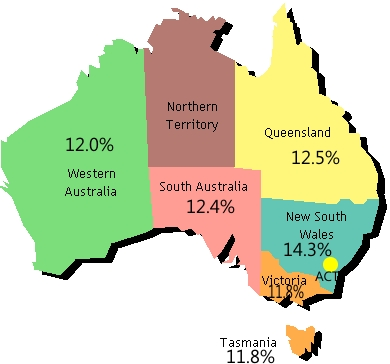 Northern
Territory
Queensland
12.5%
12.0%
Western
Australia
South Australia
12.4%
New South
Wales
14.3%
ACT
Victoria
11.8%
Tasmania
11.8%